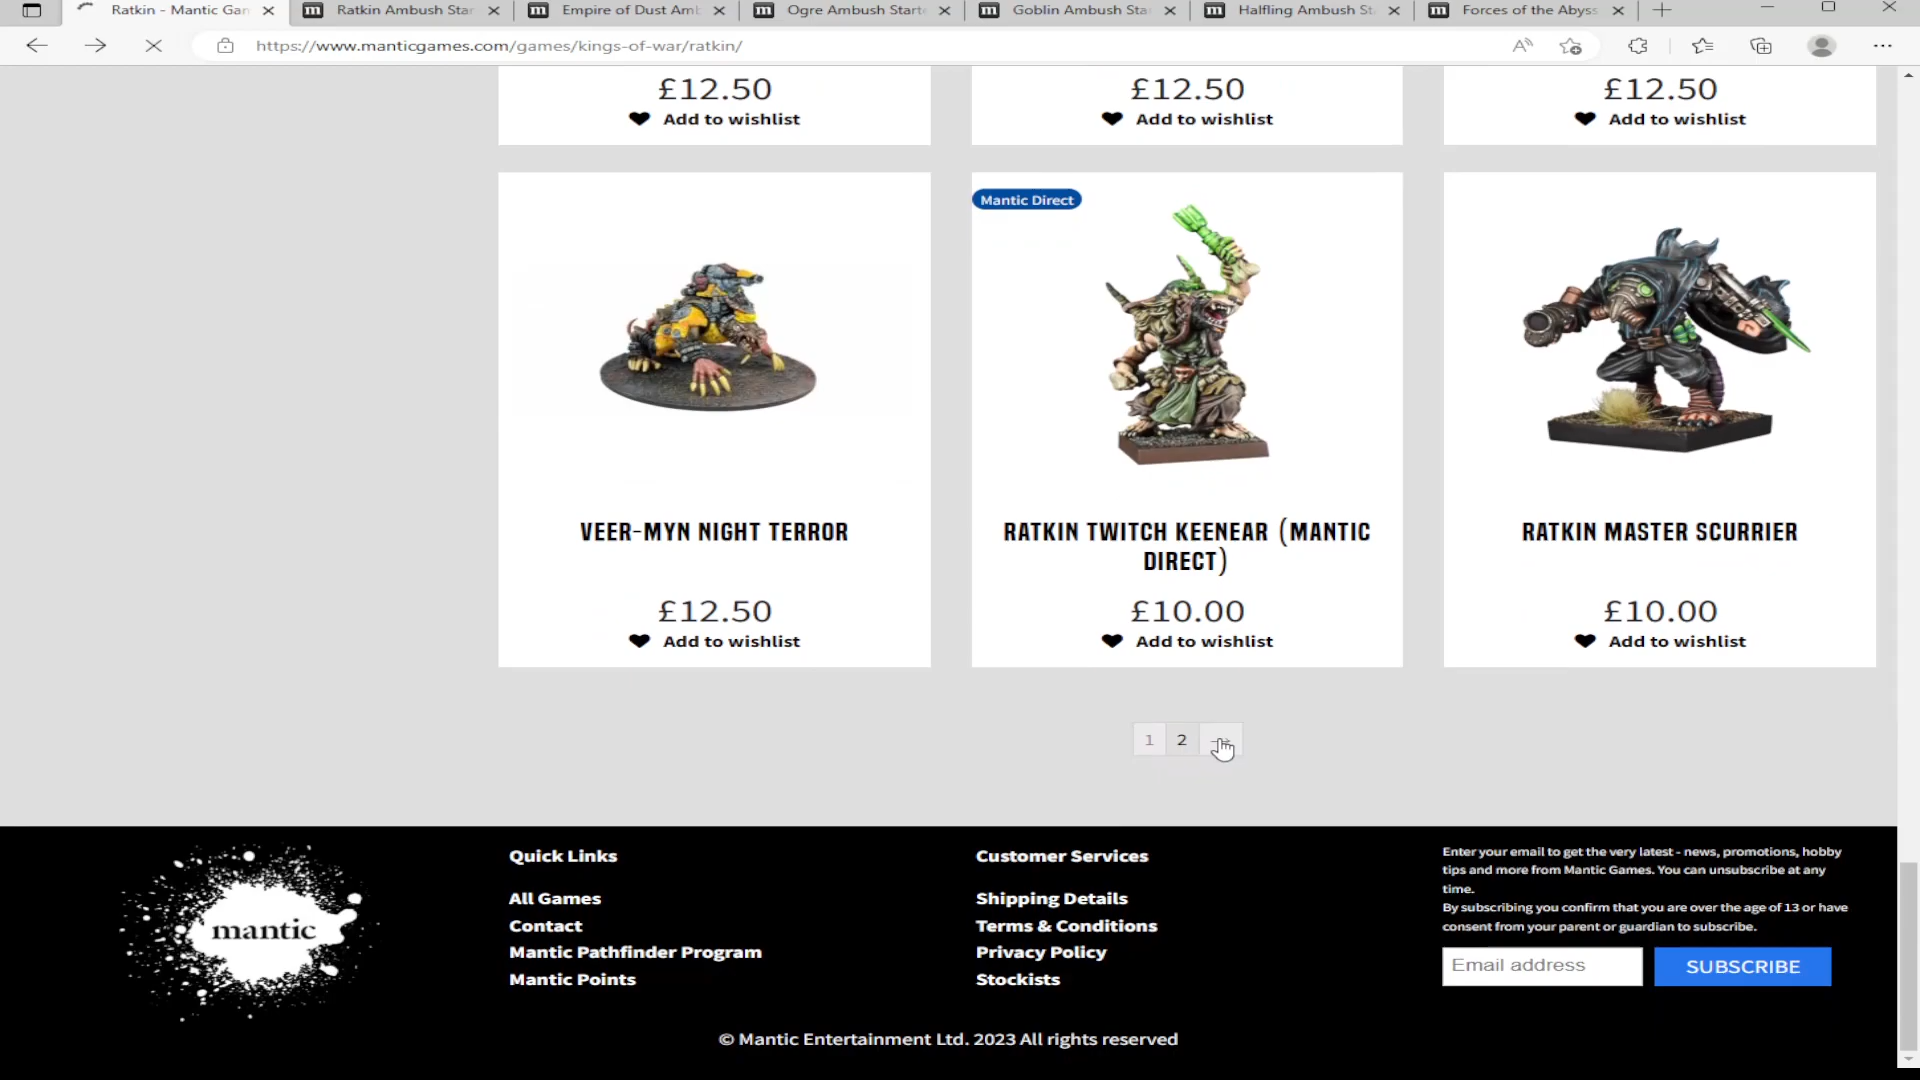 Ratkin - Mantic Gam
Ratkin Ambush Star
Empire of Dust Amb
Ogre Ambush Starte
Goblin Ambush Sta
Halfling Ambush St
Forces of the Abyss
https://www.manticgames.com/games/kings-of-war/ratkin/
£12.50 £12.50 £12.50
Add to wishlist Add to wishlist Add to wishlist
Mantic Direct
VEER-MYN NIGHT TERROR
RATKIN TWITCH KEENEAR (MANTIC
DIRECT)
RATKIN MASTER SCURRIER
£12.50 £10.00 £10.00
Add to wishlist Add to wishlist Add to wishlist
1 2
mantic
Quick Links
All Games
Contact
Mantic Pathfinder Program
Mantic Points
Customer Services
Shipping Details
Terms & Conditions
Privacy Policy
Stockists
Enter your email to get the very latest - news, promotions, hobby
tips and more from Mantic Games. You can unsubscribe at any
time.
By subscribing you confirm that you are over the age of 13 or have
consent from your parent or guardian to subscribe.
Email address
SUBSCRIBE
© Mantic Entertainment Ltd. 2023 All rights reserved